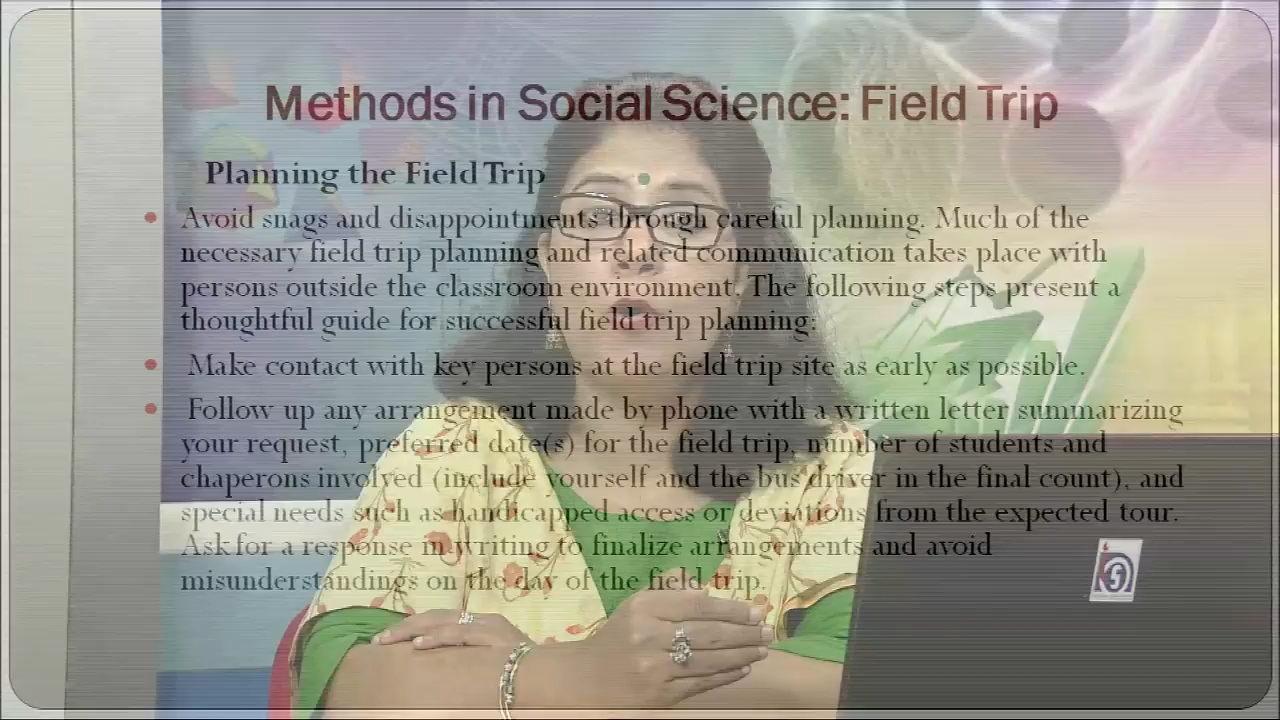 Methods in Social Science: Field Trip
Planning the Field Trip
Avoid snags and disappointments through careful planning. Much of the
necessary field trip planning and related communication takes place with
persons outside the classroom environment. The following steps present a
thoughtful guide for successful field trip planning:
Make contact with key persons at the field trip site as early as possible.
Follow up any arrangement made by phone with a written letter summarizing
your request, preferred date(s) for the field trip, number of students and
chaperons involved (include yourself and the bus driver in the final count), and
special needs such as handicapped access or deviations from the expected tour.
Ask for a response in writing to finalize arrangements and avoid
misunderstandings on the day of the field trip.